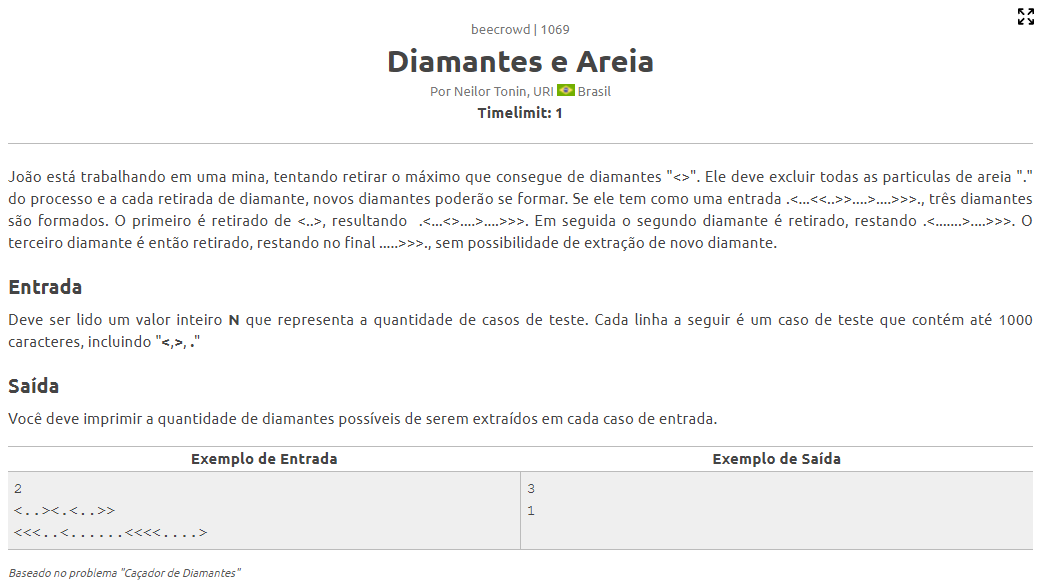 beecrowd | 1069
Diamantes e Areia
Por Neilor Tonin, URI Brasil
Timelimit: 1
João está trabalhando em uma mina, tentando retirar o máximo que consegue de diamantes "<>". Ele deve excluir todas as particulas de areia "."
do processo e a cada retirada de diamante, novos diamantes poderão se formar. Se ele tem como uma entrada .<...<<..>>....>....>>>., três diamantes
são formados. O primeiro é retirado de <..>, resultando  .<...<>....>....>>>. Em seguida o segundo diamante é retirado, restando .<.......>....>>>. O
terceiro diamante é então retirado, restando no final .....>>>., sem possibilidade de extração de novo diamante.
Entrada
Deve ser lido um valor inteiro N que representa a quantidade de casos de teste. Cada linha a seguir é um caso de teste que contém até 1000
caracteres, incluindo "<,>, ."
Saída
Você deve imprimir a quantidade de diamantes possíveis de serem extraídos em cada caso de entrada.
Exemplo de Entrada Exemplo de Saída
2 3
<..><.<..>> 1
<<<..<......<<<<....>
Baseado no problema "Caçador de Diamantes"